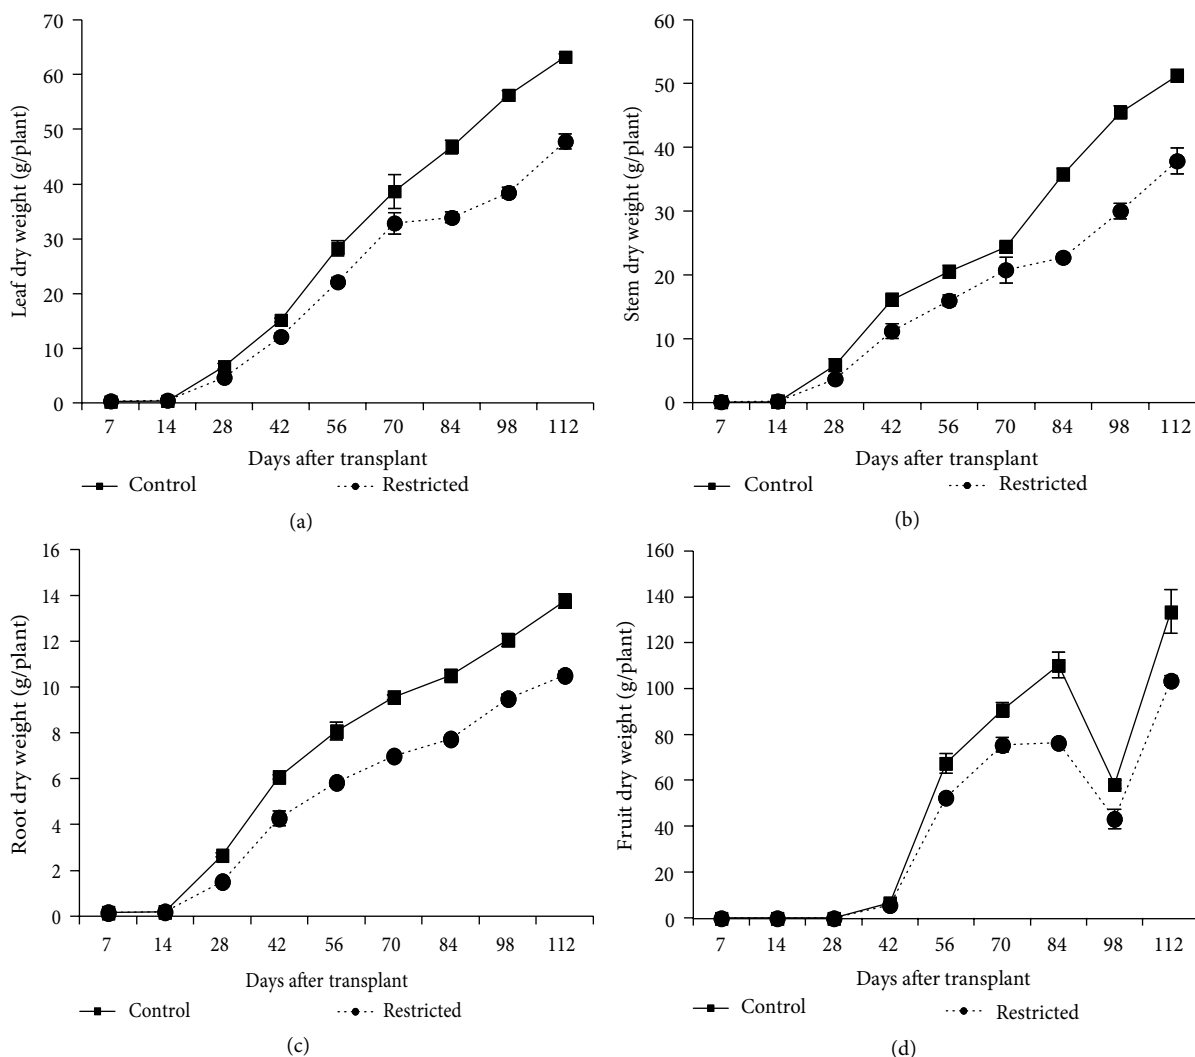 70
60
50
40
30
20
10
0
Leaf dry weight (g/plant)
7 14 28 42 56 70 84 98 112
Days after transplant
Control Restricted
(a)
60
50
40
30
20
10
0
Stem dry weight (g/plant)
7 14 28 42 56 70 84 98 112
Days after transplant
Control Restricted
(b)
16
14
12
10
8
6
4
2
0
Root dry weight (g/plant)
7 14 28 42 56 70 84 98 112
Days after transplant
Control Restricted
(c)
160
140
120
100
80
60
40
20
0
Fruit dry weight (g/plant)
7 14 28 42 56 70 84 98 112
Days after transplant
Control Restricted
(d)